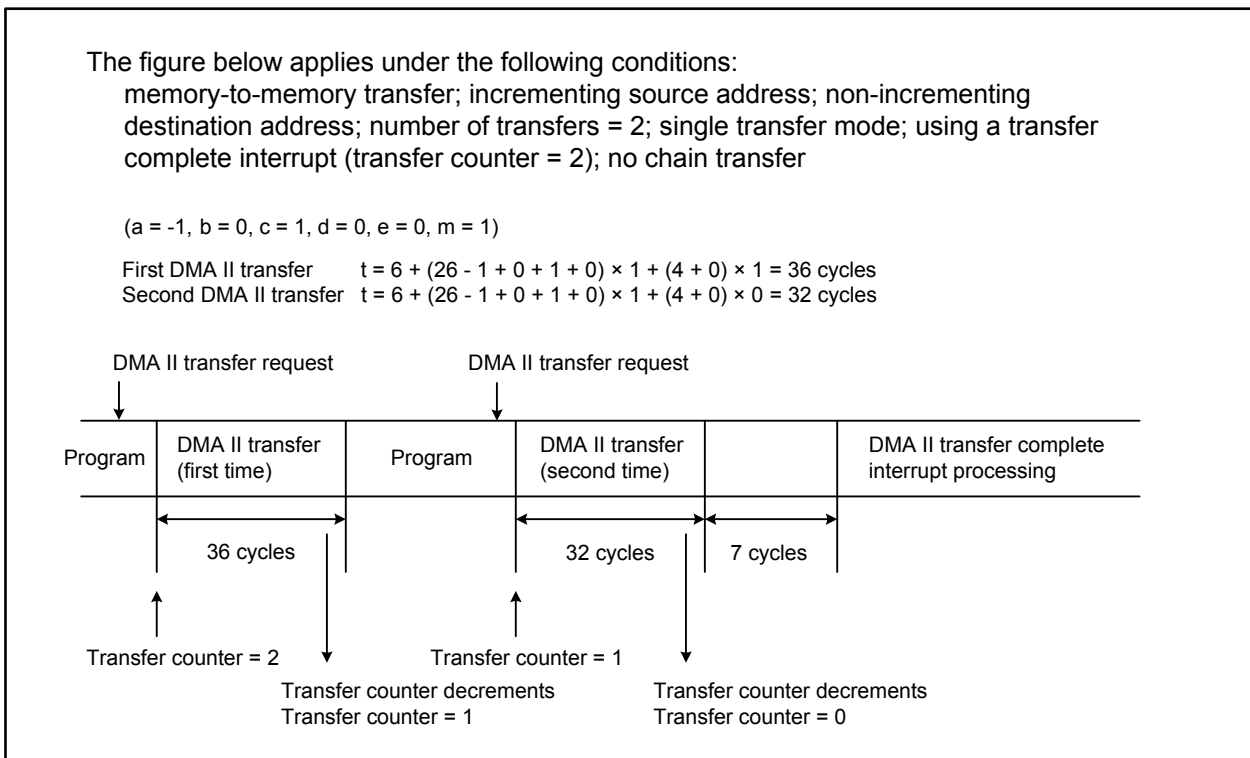 The figure below applies under the following conditions:
memory-to-memory transfer; incrementing source address; non-incrementing
destination address; number of transfers = 2; single transfer mode; using a transfer
complete interrupt (transfer counter = 2); no chain transfer
(a = -1, b = 0, c = 1, d = 0, e = 0, m = 1)
First DMA II transfer t = 6 + (26 - 1 + 0 + 1 + 0) × 1 + (4 + 0) × 1 = 36 cycles
Second DMA II transfer t = 6 + (26 - 1 + 0 + 1 + 0) × 1 + (4 + 0) × 0 = 32 cycles
DMA II transfer request DMA II transfer request
Program
DMA II transfer
(first time)
Program
DMA II transfer
(second time)
DMA II transfer complete
interrupt processing
36 cycles 32 cycles 7 cycles
Transfer counter = 2 Transfer counter = 1
Transfer counter decrements
Transfer counter = 1
Transfer counter decrements
Transfer counter = 0